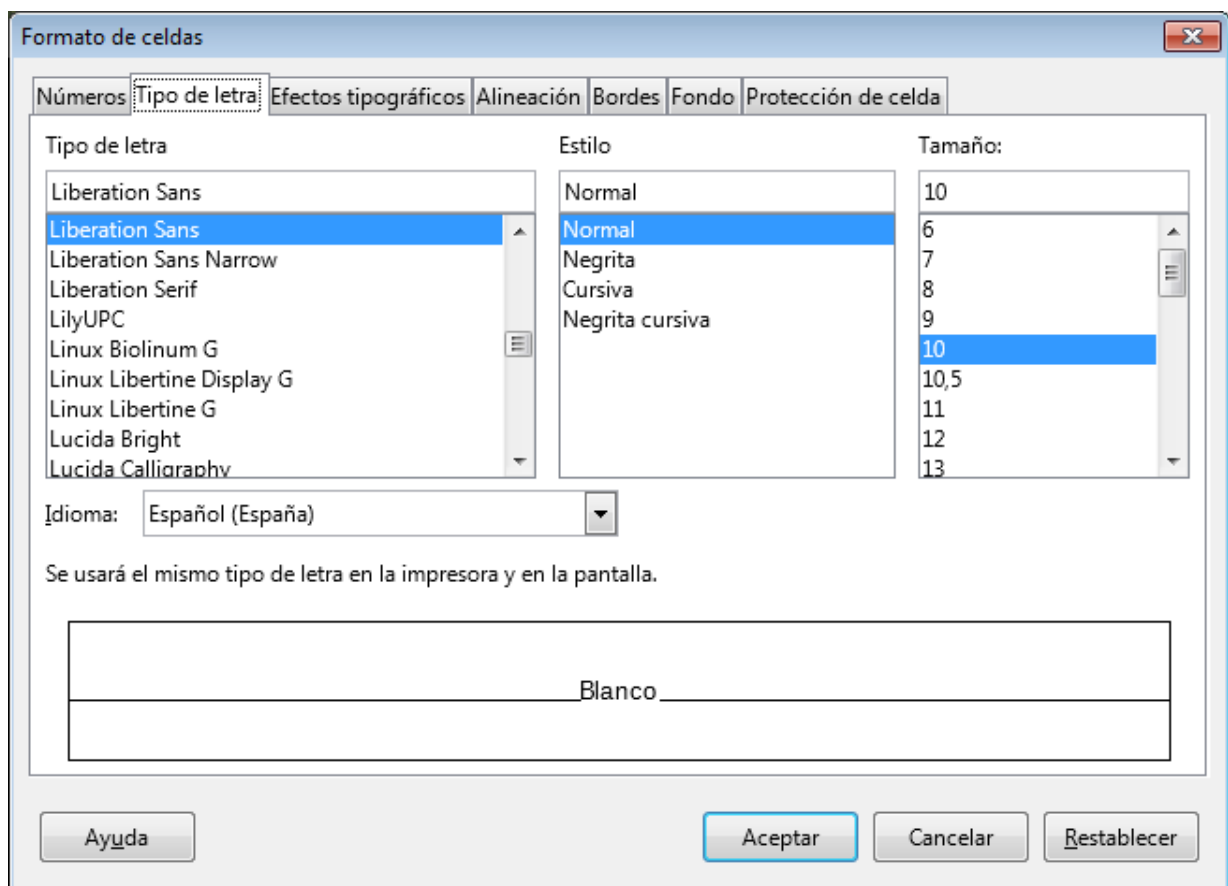 Formato de celdas
Números Tipo de letra Efectos tipográficos Alineación Bordes Fondo Protección de celda
Tipo de letra Estilo Tamaño:
Liberation Sans Normal 10
Liberation Sans Normal 6
Liberation Sans Narrow Negrita 7
Liberation Serif Cursiva 8
LilyUPC Negrita cursiva 9
Linux Biolinum G 10
Linux Libertine Display G 10,5
Linux Libertine G 11
Lucida Bright 12
Lucida Calligraphy 13
Idioma: Español (España)
Se usará el mismo tipo de letra en la impresora y en la pantalla.
Blanco
Ayuda Aceptar Cancelar Restablecer